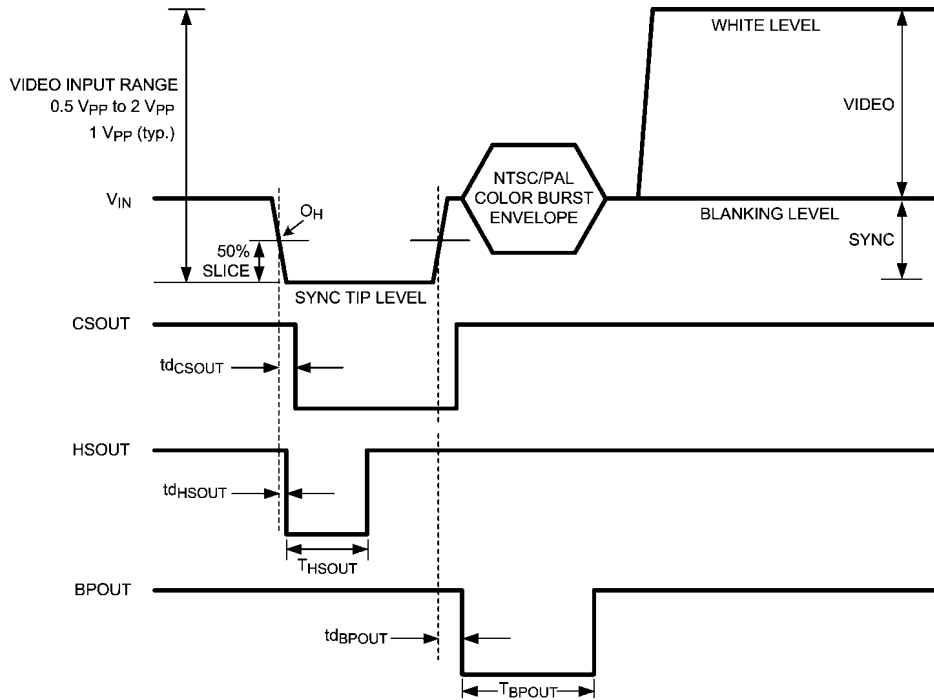 WHITE LEVEL
VIDEO INPUT RANGE
0.5 VPP to 2 VPP
1 VPP (typ.)
VIDEO
NTSC/PAL
COLOR BURST
ENVELOPE
VIN
OH
BLANKING LEVEL
SYNC
50%
SLICE
SYNC TIP LEVEL
CSOUT
tdCSOUT
HSOUT
tdHSOUT
THSOUT
BPOUT
tdBPOUT
TBPOUT